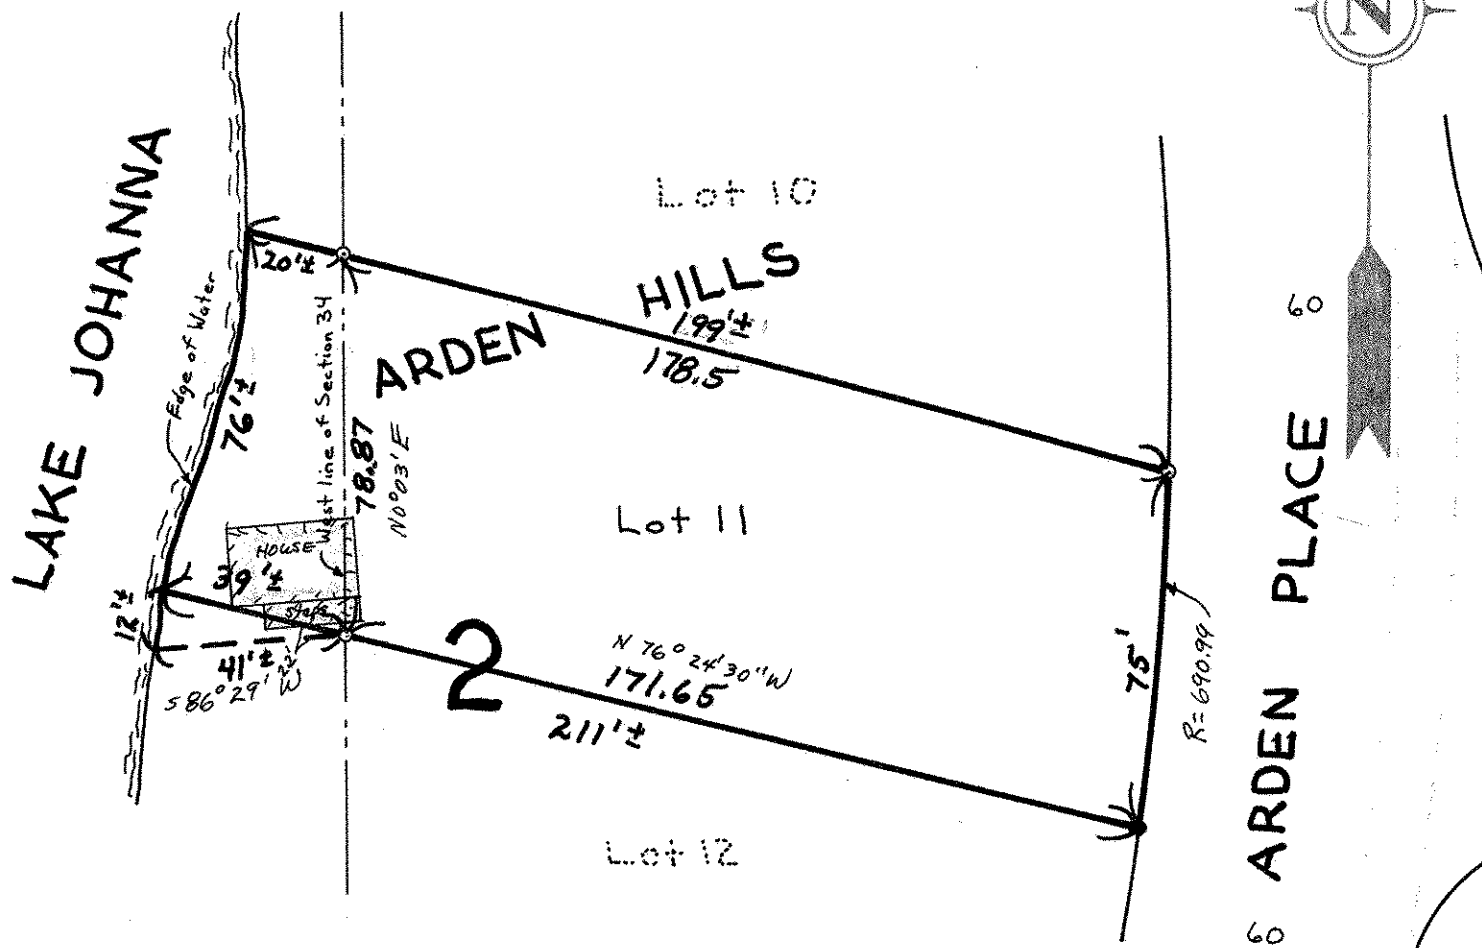 N
LAKE JOHANNA
Lot 10
20'±
ARDEN HILLS
199'±
178.5
60
Edge of Water
76'±
West line of Section 34
78.87
N0°03'E
Lot 11
HOUSE
39'±
steps
12'±
41'±
S 86° 29' 22" W
2
N 76° 24' 30" W
171.65
211'±
75'
R=690.99
ARDEN PLACE
Lot 12
60